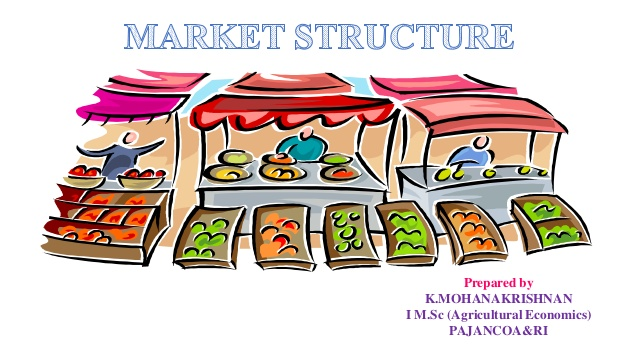 MARKET STRUCTURE
Prepared by
K.MOHANAKRISHNAN
I M.Sc (Agricultural Economics)
PAJANCOA&RI